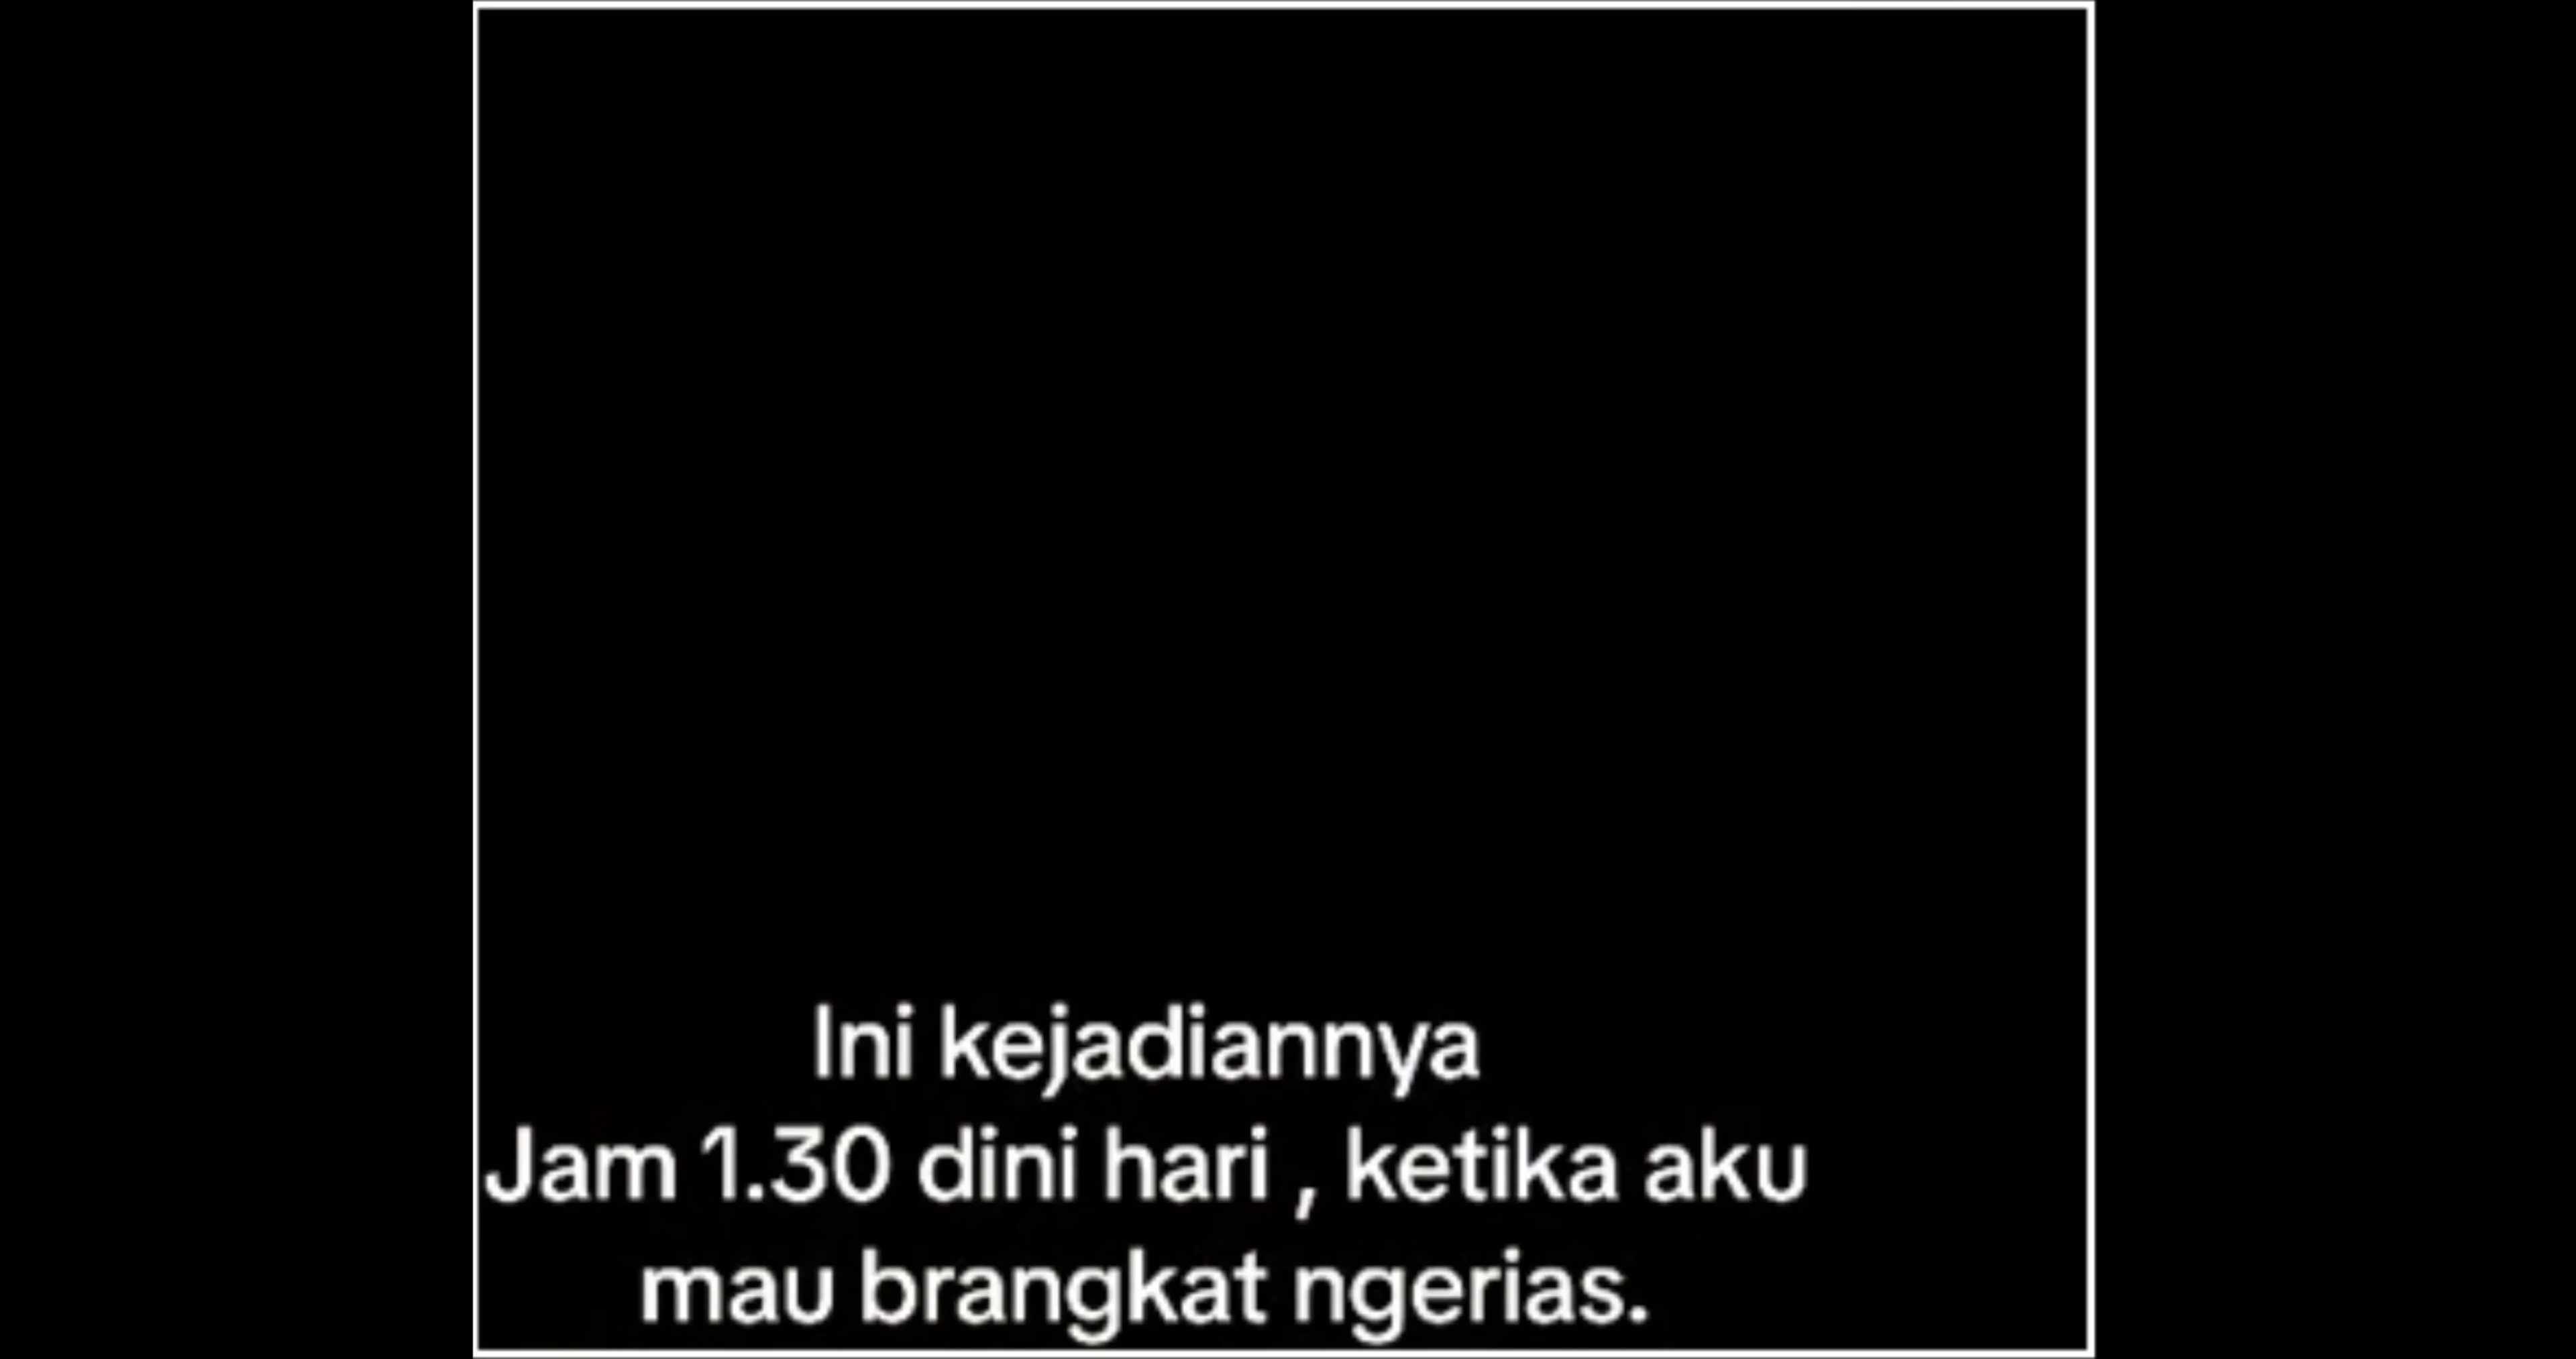 Ini kejadiannya
Jam 1.30 dini hari , ketika aku
mau brangkat ngerias.